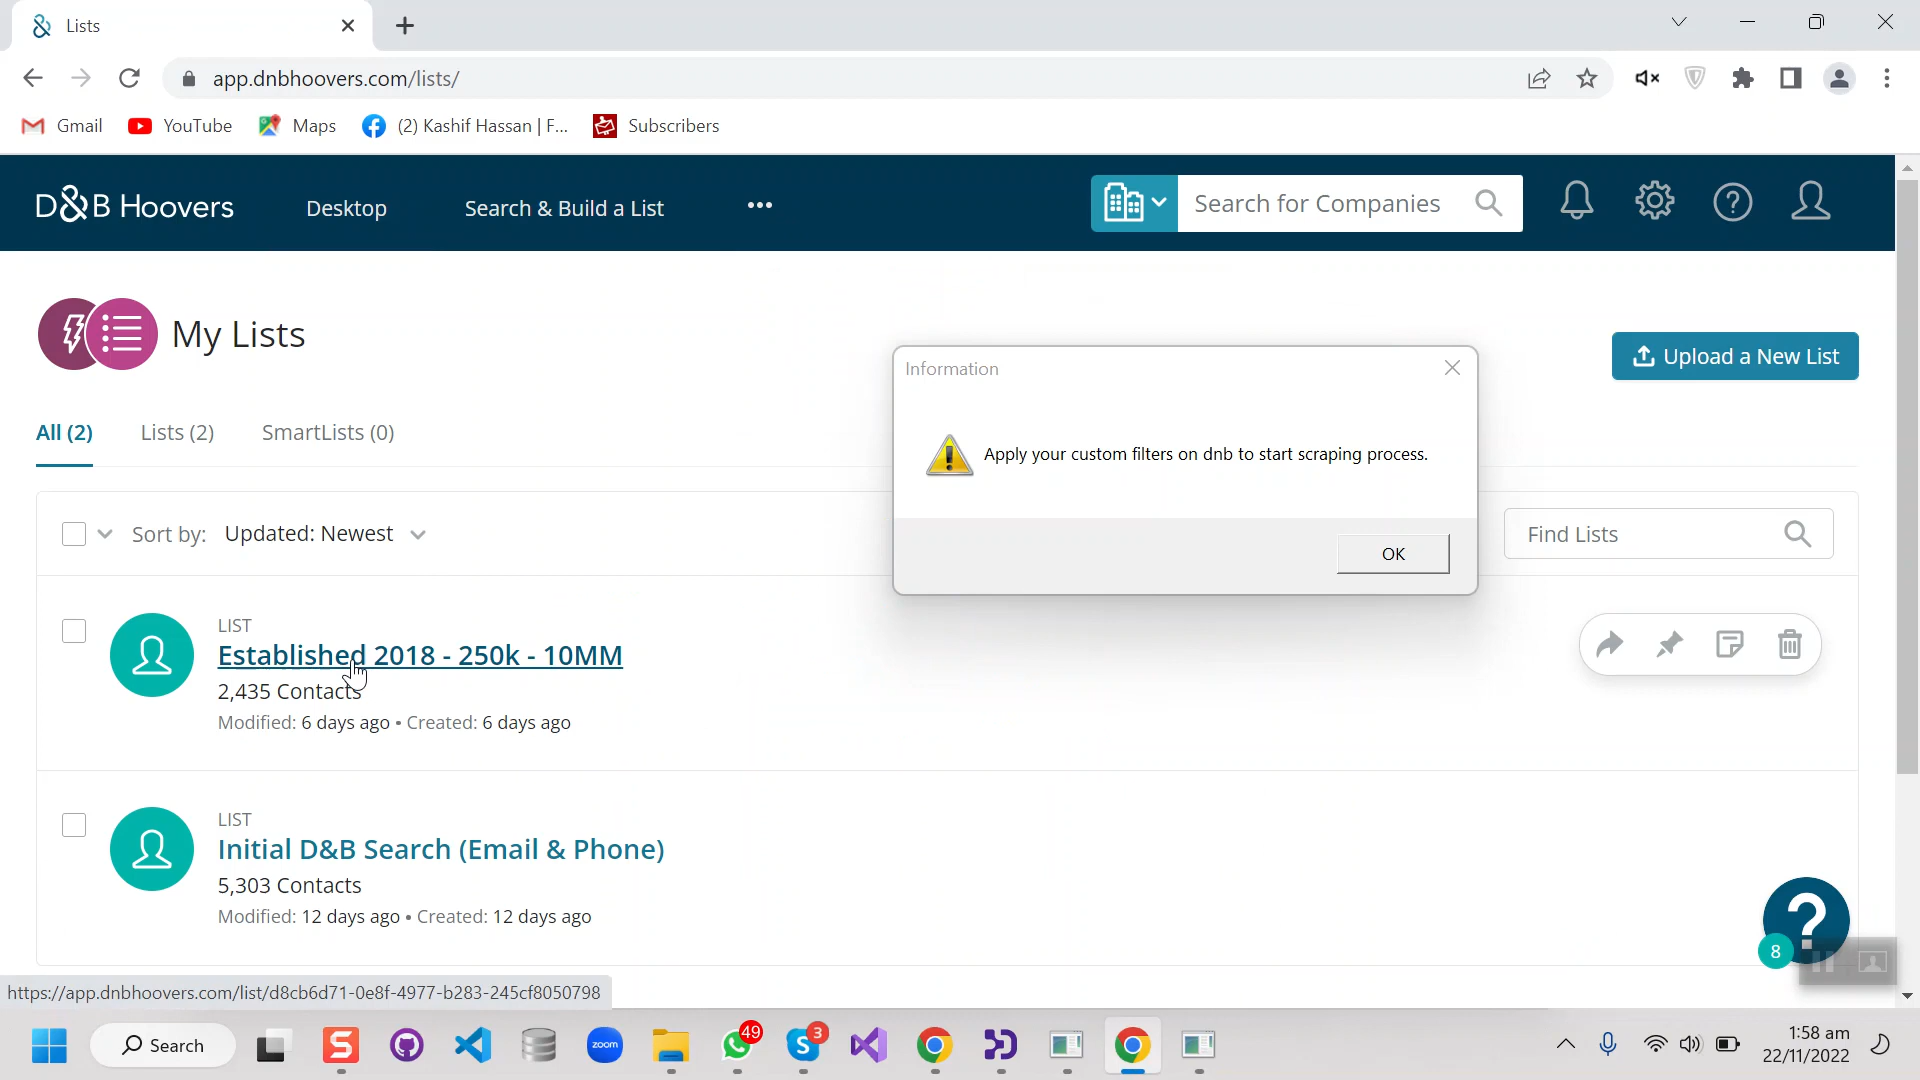 Lists
app.dnbhoovers.com/lists/
Gmail
YouTube
Maps
(2) Kashif Hassan | F...
Subscribers
D&B Hoovers
Desktop
Search & Build a List
Search for Companies
My Lists
Upload a New List
Information
Apply your custom filters on dnb to start scraping process.
OK
All (2)
Lists (2)
SmartLists (0)
Sort by: Updated: Newest
Find Lists
LIST
Established 2018 - 250k - 10MM
2,435 Contacts
Modified: 6 days ago • Created: 6 days ago
LIST
Initial D&B Search (Email & Phone)
5,303 Contacts
Modified: 12 days ago • Created: 12 days ago
?
8
https://app.dnbhoovers.com/list/d8cb6d71-0e8f-4977-b283-245cf8050798
Search
zoom
49
3
1:58 am
22/11/2022